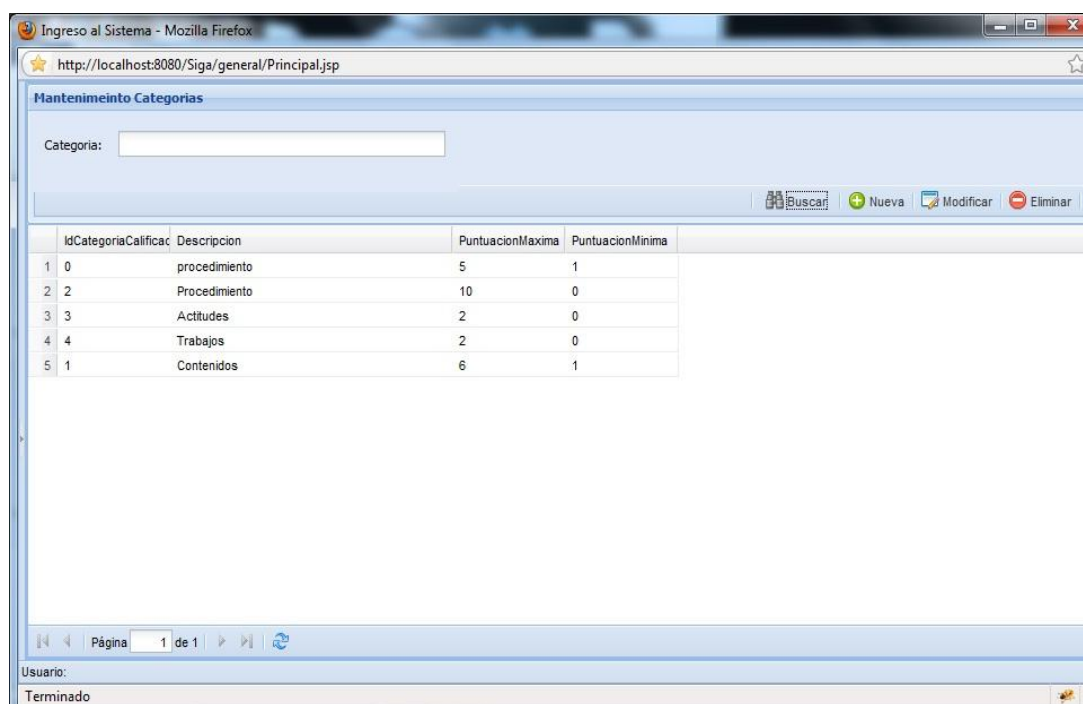 Ingreso al Sistema - Mozilla Firefox
http://localhost:8080/Siga/general/Principal.jsp
Mantenimeinto Categorias
Categoria:
Buscar Nueva Modificar Eliminar
IdCategoriaCalificac Descripcion PuntuacionMaxima PuntuacionMinima
1 0 procedimiento 5 1
2 2 Procedimiento 10 0
3 3 Actitudes 2 0
4 4 Trabajos 2 0
5 1 Contenidos 6 1
Página 1 de 1
Usuario:
Terminado